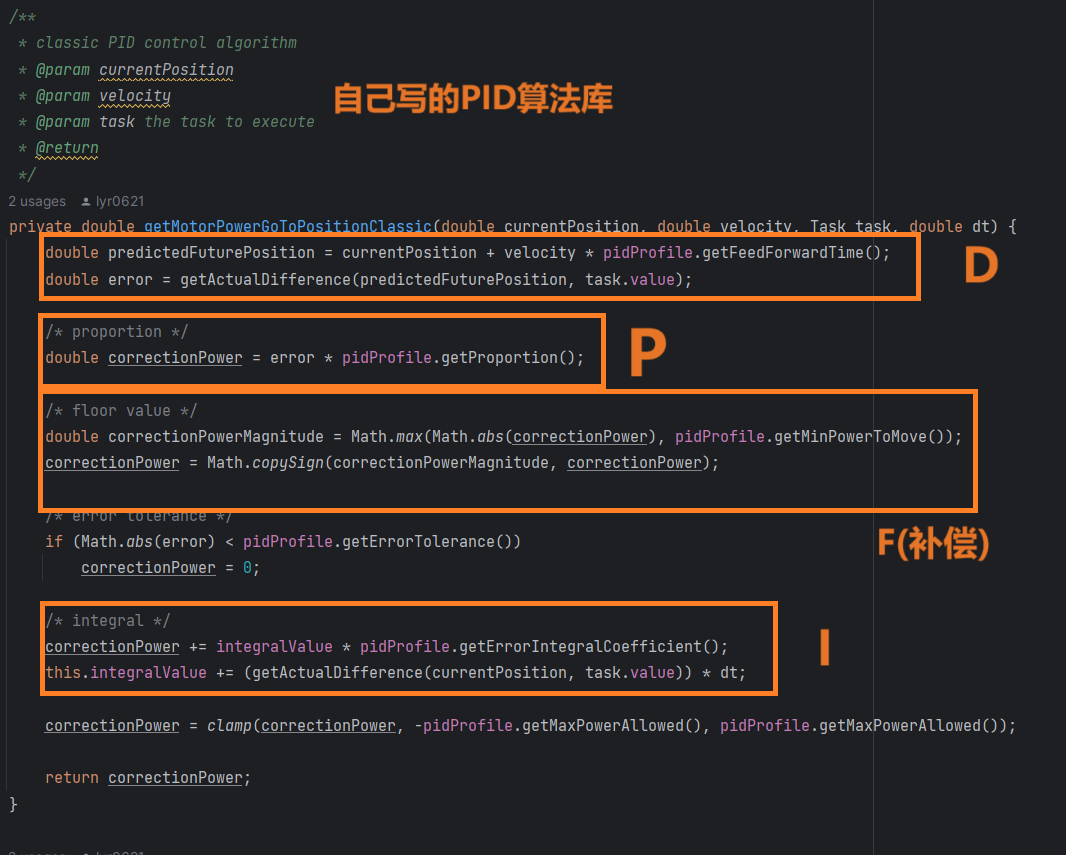 /**
* classic PID control algorithm
* @param currentPosition
* @param velocity
自己写的PID算法库
* @param task the task to execute
* @return
*/
2 usages lyr0621
private double getMotorPowerGoToPositionClassic(double currentPosition, double velocity, Task task, double dt) {
double predictedFuturePosition = currentPosition + velocity * pidProfile.getFeedForwardTime();
D
double error = getActualDifference(predictedFuturePosition, task.value);
/* proportion */
P
double correctionPower = error * pidProfile.getProportion();
/* floor value */
double correctionPowerMagnitude = Math.max(Math.abs(correctionPower), pidProfile.getMinPowerToMove());
correctionPower = Math.copySign(correctionPowerMagnitude, correctionPower);
/* error tolerance */
if (Math.abs(error) < pidProfile.getErrorTolerance())
F(补偿)
correctionPower = 0;
/* integral */
correctionPower += integralValue * pidProfile.getErrorIntegralCoefficient();
I
this.integralValue += (getActualDifference(currentPosition, task.value)) * dt;
correctionPower = clamp(correctionPower, -pidProfile.getMaxPowerAllowed(), pidProfile.getMaxPowerAllowed());
return correctionPower;
}